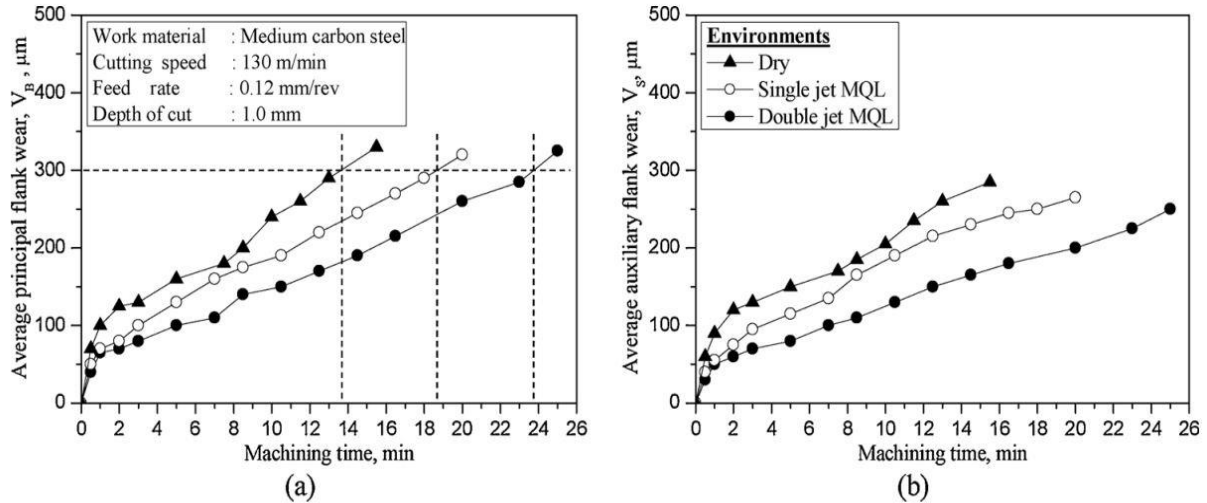 Work material : Medium carbon steel
Cutting speed : 130 m/min
Feed rate : 0.12 mm/rev
Depth of cut : 1.0 mm
Average principal flank wear, V_B , μm
500
400
300
200
100
0
0 2 4 6 8 10 12 14 16 18 20 22 24 26
Machining time, min
(a)
Environments
Dry
Single jet MQL
Double jet MQL
Average auxiliary flank wear, V_S, μm
500
400
300
200
100
0
0 2 4 6 8 10 12 14 16 18 20 22 24 26
Machining time, min
(b)